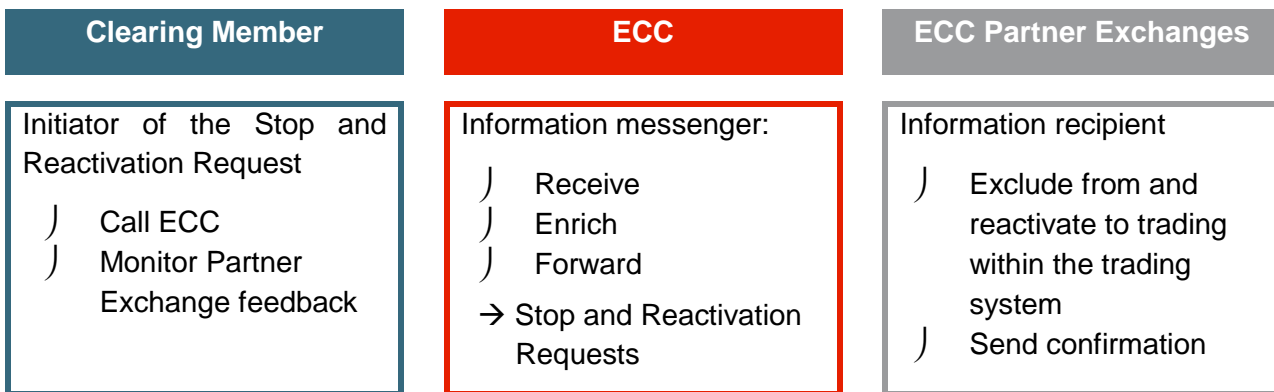 Clearing Member
Initiator of the Stop and
Reactivation Request
⌡ Call ECC
⌡ Monitor Partner
Exchange feedback
ECC
Information messenger:
⌡ Receive
⌡ Enrich
⌡ Forward
→ Stop and Reactivation
Requests
ECC Partner Exchanges
Information recipient
⌡ Exclude from and
reactivate to trading
within the trading
system
⌡ Send confirmation